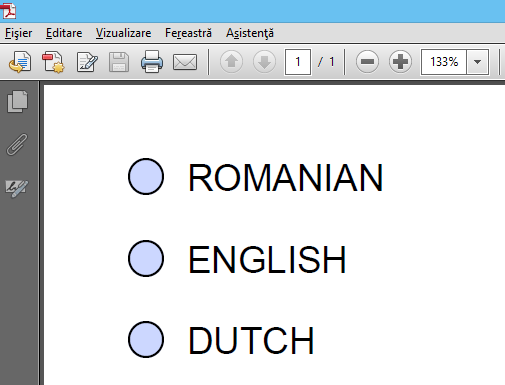 Fișier Editare Vizualizare Fereastră Asistență
1 / 1 133%
ROMANIAN
ENGLISH
DUTCH